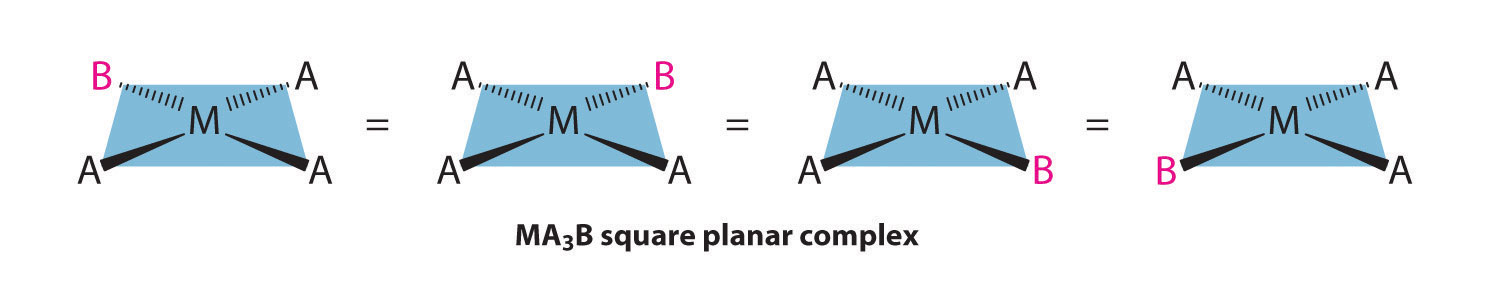 B A A B A A A A
M = M = M = M
A A A A A B B A
MA₃B square planar complex